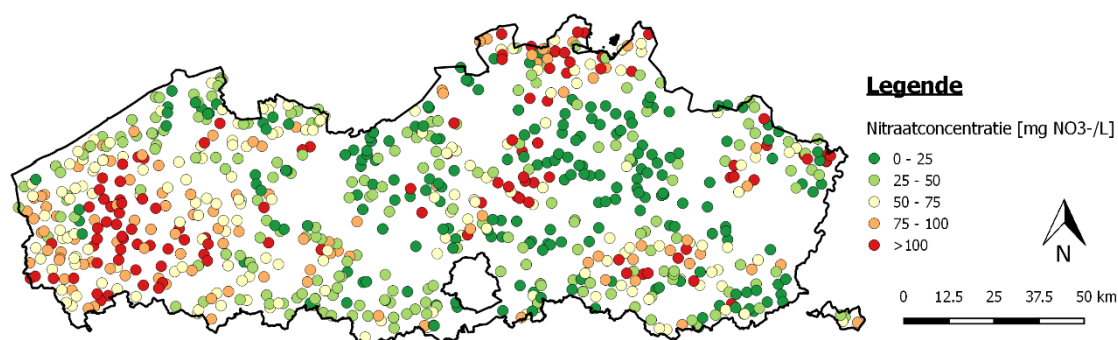 Legende
Nitraatconcentratie [mg NO3-/L]
0 - 25
25 - 50
50 - 75
75 - 100
>100
N
0 12.5 25 37.5 50 km